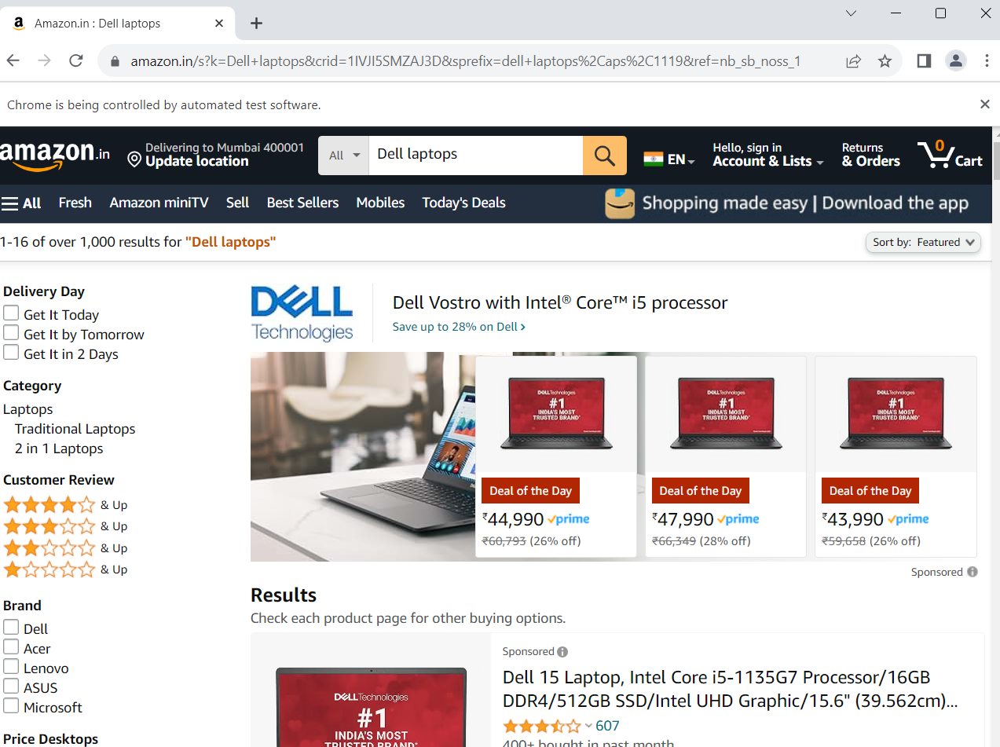 Amazon.in : Dell laptops
amazon.in/s?k=Dell+laptops&crid=1IVJI5SMZAJ3D&sprefix=dell+laptops%2Caps%2C1119&ref=nb_sb_noss_1
Chrome is being controlled by automated test software.
amazon.in
Delivering to Mumbai 400001
Update location
All
Dell laptops
EN
Hello, sign in
Account & Lists
Returns
& Orders
0
Cart
All Fresh Amazon miniTV Sell Best Sellers Mobiles Today's Deals
Shopping made easy | Download the app
1-16 of over 1,000 results for "Dell laptops"
Sort by: Featured
Delivery Day
Get It Today
Get It by Tomorrow
Get It in 2 Days
Category
Laptops
Traditional Laptops
2 in 1 Laptops
Customer Review
& Up
& Up
& Up
& Up
Brand
Dell
Acer
Lenovo
ASUS
Microsoft
Price Desktops
DELL
Technologies
Dell Vostro with Intel® Core™ i5 processor
Save up to 28% on Dell ›
DELLTechnologies
#1
INDIA'S MOST
TRUSTED BRAND*
Deal of the Day
₹44,990 prime
₹60,793 (26% off)
DELLTechnologies
#1
INDIA'S MOST
TRUSTED BRAND*
Deal of the Day
₹47,990 prime
₹66,349 (28% off)
DELLTechnologies
#1
INDIA'S MOST
TRUSTED BRAND*
Deal of the Day
₹43,990 prime
₹59,658 (26% off)
Sponsored
Results
Check each product page for other buying options.
DELLTechnologies
#1
INDIA'S MOST
TRUSTED BRAND*
Sponsored
Dell 15 Laptop, Intel Core i5-1135G7 Processor/16GB
DDR4/512GB SSD/Intel UHD Graphic/15.6" (39.562cm)...
607
400+ bought in past month